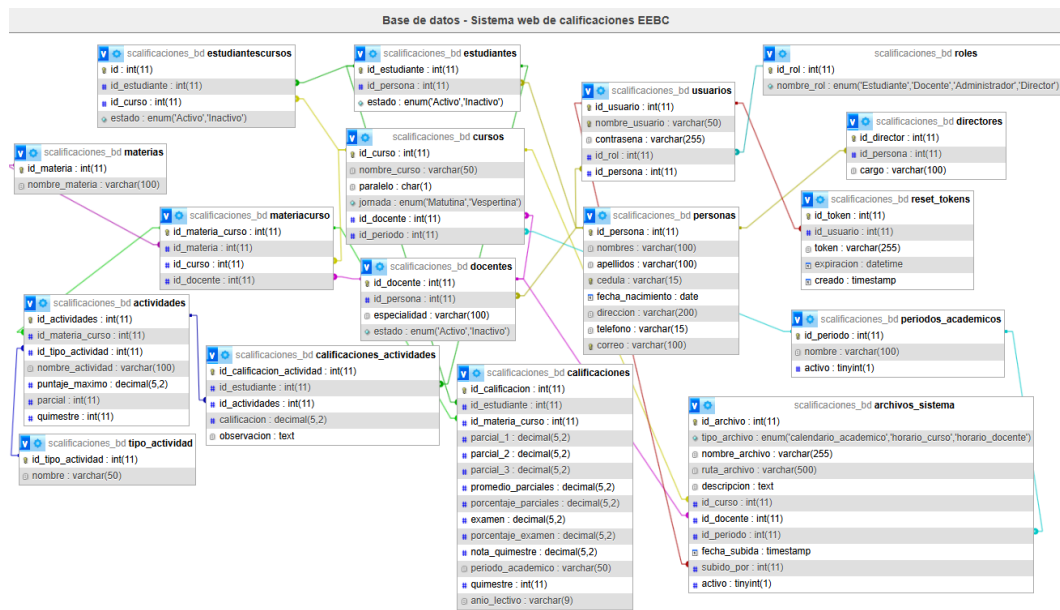 Base de datos - Sistema web de calificaciones EEBC
scalificaciones_bd estudiantescursos
id : int(11)
id_estudiante : int(11)
id_curso : int(11)
estado : enum('Activo','Inactivo')
scalificaciones_bd estudiantes
id_estudiante : int(11)
id_persona : int(11)
estado : enum('Activo','Inactivo')
scalificaciones_bd roles
id_rol : int(11)
nombre_rol : enum('Estudiante','Docente','Administrador','Director')
scalificaciones_bd usuarios
id_usuario : int(11)
nombre_usuario : varchar(50)
contrasena : varchar(255)
id_rol : int(11)
id_persona : int(11)
scalificaciones_bd directores
id_director : int(11)
id_persona : int(11)
cargo : varchar(100)
scalificaciones_bd materias
id_materia : int(11)
nombre_materia : varchar(100)
scalificaciones_bd cursos
id_curso : int(11)
nombre_curso : varchar(50)
paralelo : char(1)
jornada : enum('Matutina','Vespertina')
id_docente : int(11)
id_periodo : int(11)
scalificaciones_bd reset_tokens
id_token : int(11)
id_usuario : int(11)
token : varchar(255)
expiracion : datetime
creado : timestamp
scalificaciones_bd materiacurso
id_materia_curso : int(11)
id_materia : int(11)
id_curso : int(11)
id_docente : int(11)
scalificaciones_bd personas
id_persona : int(11)
nombres : varchar(100)
apellidos : varchar(100)
cedula : varchar(15)
fecha_nacimiento : date
direccion : varchar(200)
telefono : varchar(15)
correo : varchar(100)
scalificaciones_bd docentes
id_docente : int(11)
id_persona : int(11)
especialidad : varchar(100)
estado : enum('Activo','Inactivo')
scalificaciones_bd actividades
id_actividades : int(11)
id_materia_curso : int(11)
id_tipo_actividad : int(11)
nombre_actividad : varchar(100)
puntaje_maximo : decimal(5,2)
parcial : int(11)
quimestre : int(11)
scalificaciones_bd periodos_academicos
id_periodo : int(11)
nombre : varchar(100)
activo : tinyint(1)
scalificaciones_bd calificaciones_actividades
id_calificacion_actividad : int(11)
id_estudiante : int(11)
id_actividades : int(11)
calificacion : decimal(5,2)
observacion : text
scalificaciones_bd calificaciones
id_calificacion : int(11)
id_estudiante : int(11)
id_materia_curso : int(11)
parcial_1 : decimal(5,2)
parcial_2 : decimal(5,2)
parcial_3 : decimal(5,2)
promedio_parciales : decimal(5,2)
porcentaje_parciales : decimal(5,2)
examen : decimal(5,2)
porcentaje_examen : decimal(5,2)
nota_quimestre : decimal(5,2)
periodo_academico : varchar(50)
quimestre : int(11)
anio_lectivo : varchar(9)
scalificaciones_bd archivos_sistema
id_archivo : int(11)
tipo_archivo : enum('calendario_academico','horario_curso','horario_docente')
nombre_archivo : varchar(255)
ruta_archivo : varchar(500)
descripcion : text
id_curso : int(11)
id_docente : int(11)
id_periodo : int(11)
fecha_subida : timestamp
subido_por : int(11)
activo : tinyint(1)
scalificaciones_bd tipo_actividad
id_tipo_actividad : int(11)
nombre : varchar(50)